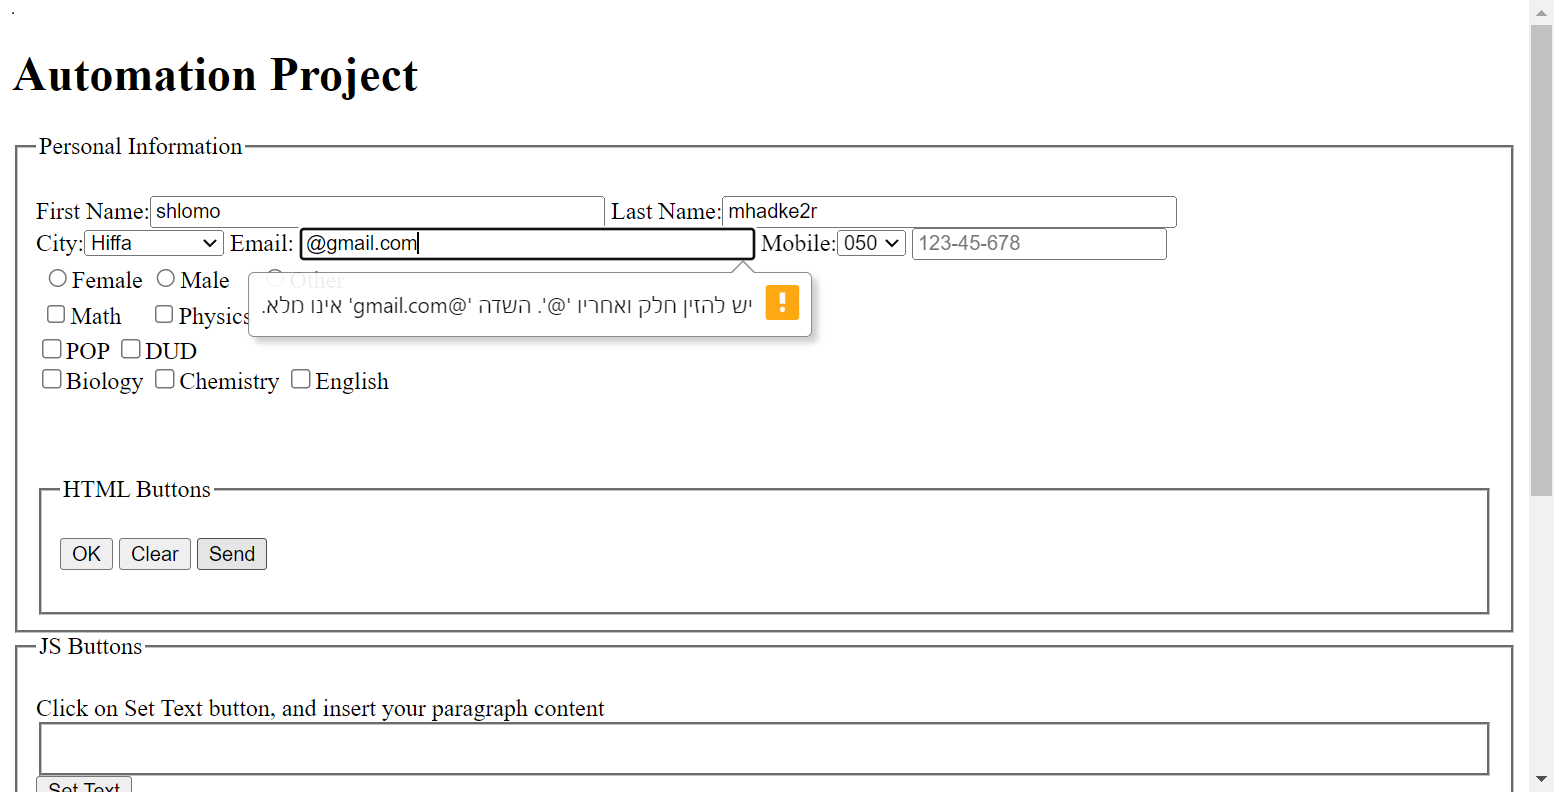 .
Automation Project
Personal Information
First Name: shlomo Last Name: mhadke2r
City: Hiffa Email: @gmail.com Mobile: 050 123-45-678
Female Male Other
יש להזין חלק ואחריו '@'. השדה '@gmail.com' אינו מלא.
Math Physics
POP DUD
Biology Chemistry English
HTML Buttons
OK Clear Send
JS Buttons
Click on Set Text button, and insert your paragraph content
Set Text